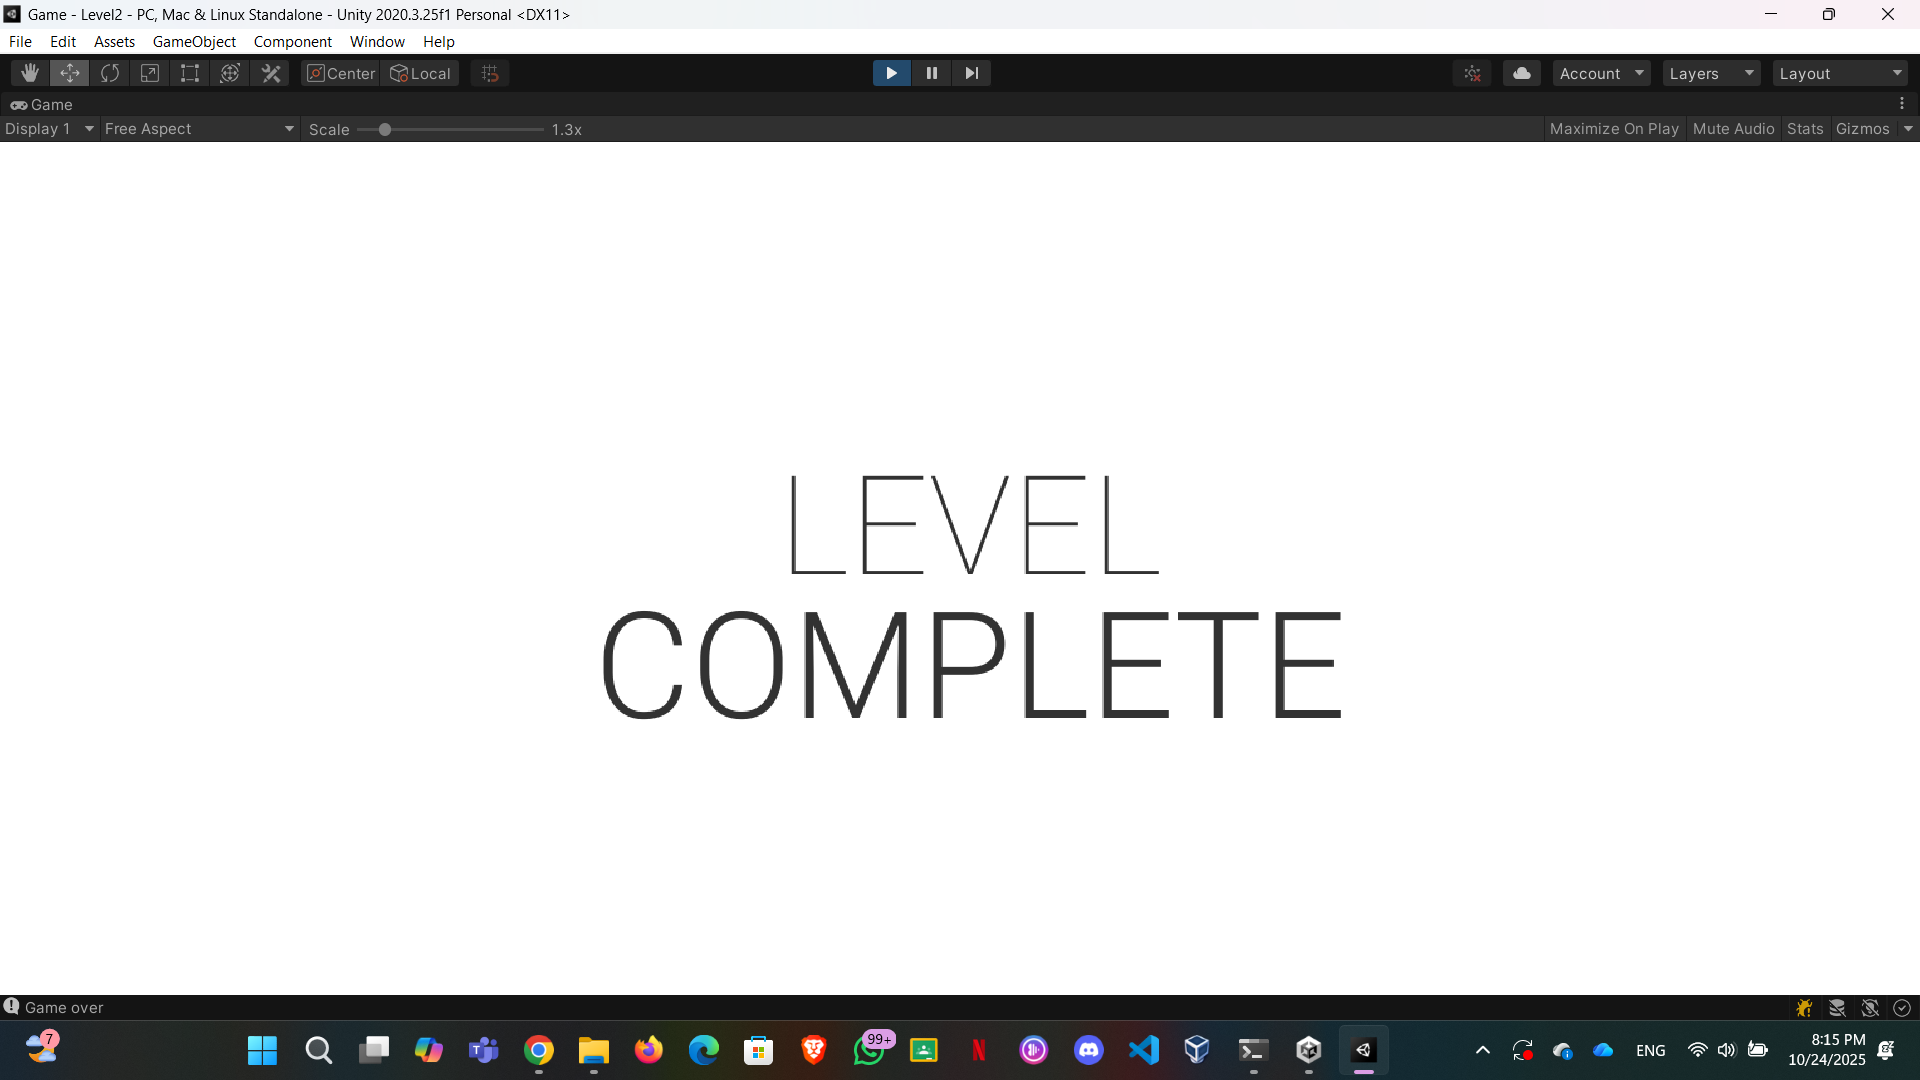 Game - Level2 - PC, Mac & Linux Standalone - Unity 2020.3.25f1 Personal <DX11>
File Edit Assets GameObject Component Window Help
Center Local Account Layers Layout
Game
Display 1 Free Aspect Scale 1.3x Maximize On Play Mute Audio Stats Gizmos
LEVEL
COMPLETE
Game over
7 99+ ENG 8:15 PM
10/24/2025